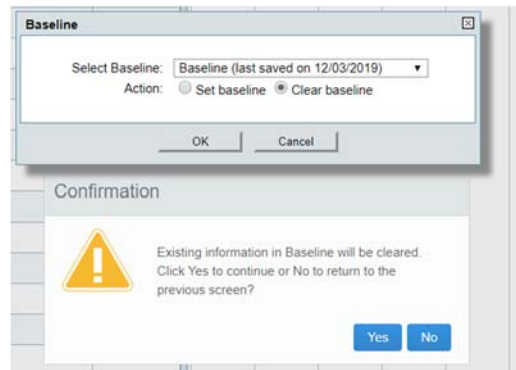 Baseline
Select Baseline: Baseline (last saved on 12/03/2019)
Action: Set baseline Clear baseline
OK Cancel
Confirmation
Existing information in Baseline will be cleared.
Click Yes to continue or No to return to the
previous screen?
Yes No